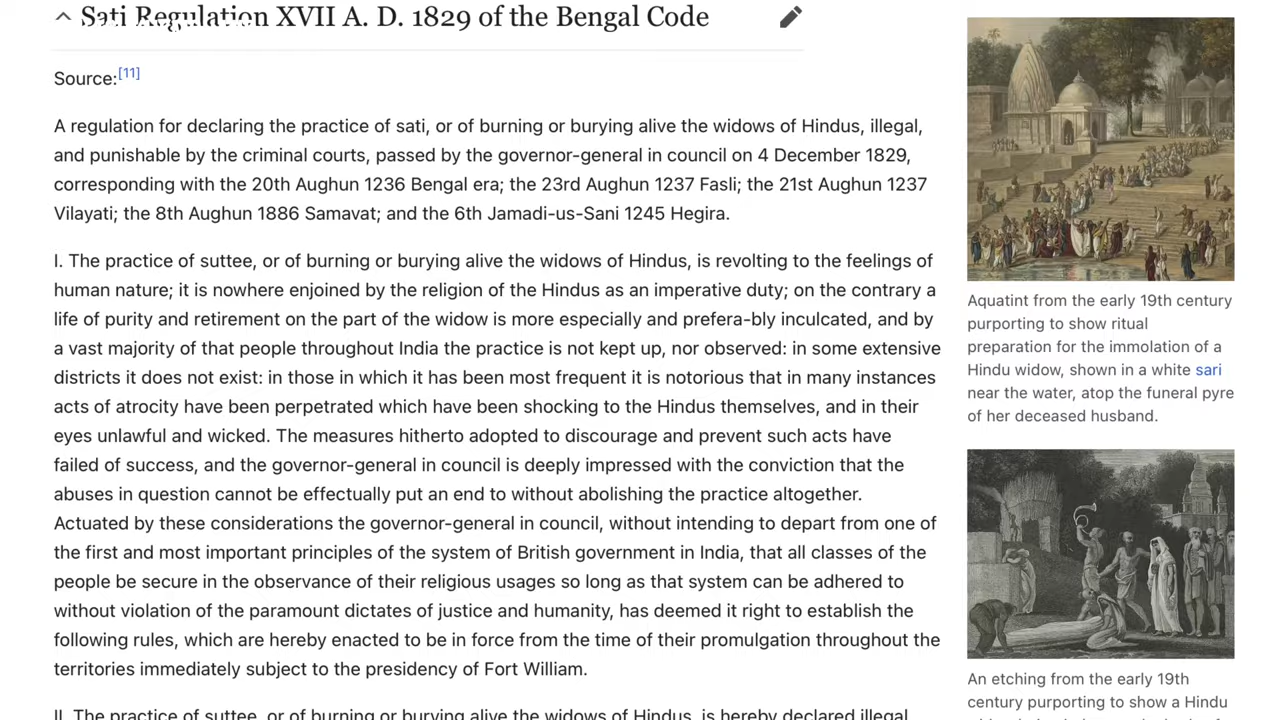 Sati Regulation XVII A. D. 1829 of the Bengal Code
Source:[11]
A regulation for declaring the practice of sati, or of burning or burying alive the widows of Hindus, illegal,
and punishable by the criminal courts, passed by the governor-general in council on 4 December 1829,
corresponding with the 20th Aughun 1236 Bengal era; the 23rd Aughun 1237 Fasli; the 21st Aughun 1237
Vilayati; the 8th Aughun 1886 Samavat; and the 6th Jamadi-us-Sani 1245 Hegira.
I. The practice of suttee, or of burning or burying alive the widows of Hindus, is revolting to the feelings of
human nature; it is nowhere enjoined by the religion of the Hindus as an imperative duty; on the contrary a
life of purity and retirement on the part of the widow is more especially and prefera-bly inculcated, and by
a vast majority of that people throughout India the practice is not kept up, nor observed: in some extensive
districts it does not exist: in those in which it has been most frequent it is notorious that in many instances
acts of atrocity have been perpetrated which have been shocking to the Hindus themselves, and in their
eyes unlawful and wicked. The measures hitherto adopted to discourage and prevent such acts have
failed of success, and the governor-general in council is deeply impressed with the conviction that the
abuses in question cannot be effectually put an end to without abolishing the practice altogether.
Actuated by these considerations the governor-general in council, without intending to depart from one of
the first and most important principles of the system of British government in India, that all classes of the
people be secure in the observance of their religious usages so long as that system can be adhered to
without violation of the paramount dictates of justice and humanity, has deemed it right to establish the
following rules, which are hereby enacted to be in force from the time of their promulgation throughout the
territories immediately subject to the presidency of Fort William.
II. The practice of suttee, or of burning or burying alive the widows of Hindus, is hereby declared illegal
Aquatint from the early 19th century
purporting to show ritual
preparation for the immolation of a
Hindu widow, shown in a white sari
near the water, atop the funeral pyre
of her deceased husband.
An etching from the early 19th
century purporting to show a Hindu